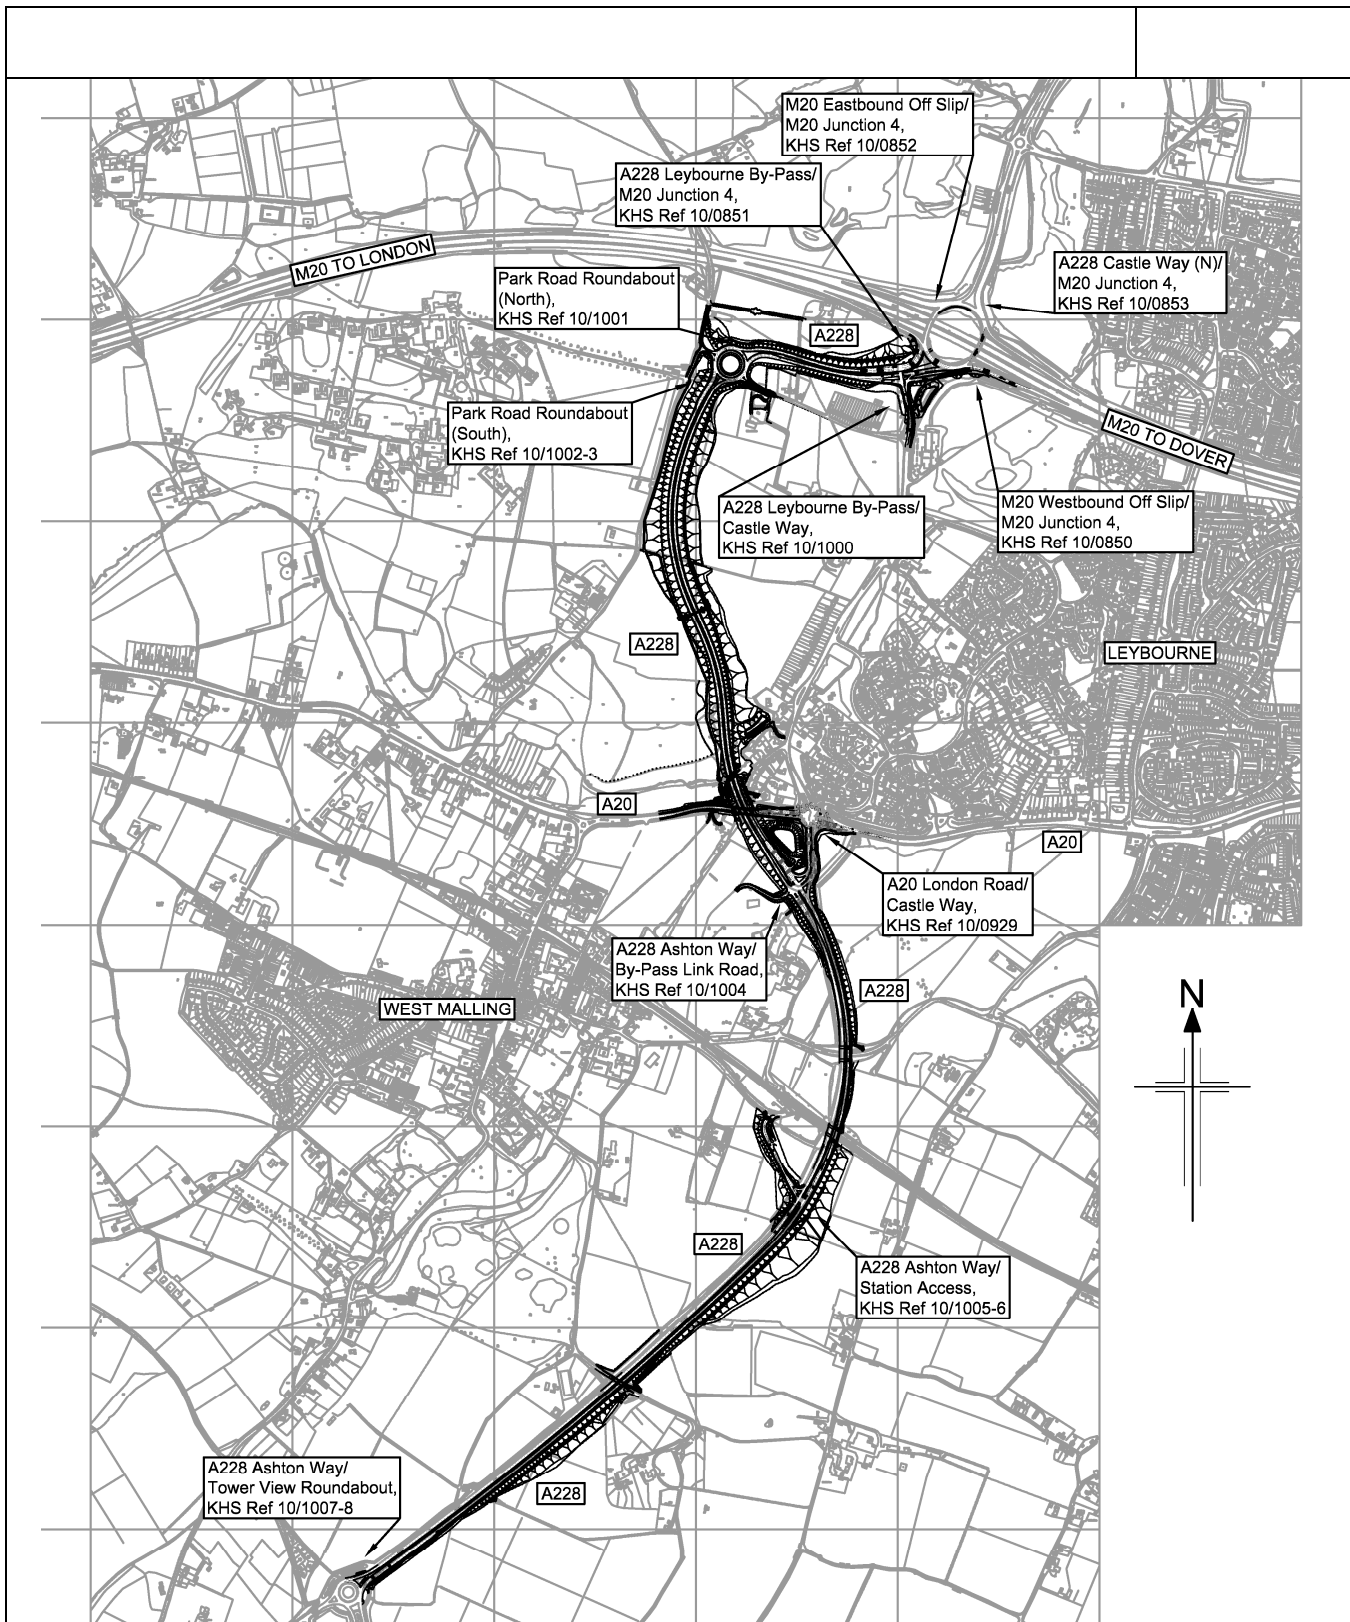 M20 Eastbound Off Slip/
M20 Junction 4,
KHS Ref 10/0852
A228 Leybourne By-Pass/
M20 Junction 4,
KHS Ref 10/0851
M20 TO LONDON
A228 Castle Way (N)/
M20 Junction 4,
KHS Ref 10/0853
Park Road Roundabout
(North),
KHS Ref 10/1001
A228
Park Road Roundabout
(South),
KHS Ref 10/1002-3
M20 TO DOVER
A228 Leybourne By-Pass/
Castle Way,
KHS Ref 10/1000
M20 Westbound Off Slip/
M20 Junction 4,
KHS Ref 10/0850
A228
LEYBOURNE
A20
A20
A20 London Road/
Castle Way,
KHS Ref 10/0929
A228 Ashton Way/
By-Pass Link Road,
KHS Ref 10/1004
A228
WEST MALLING
N
A228
A228 Ashton Way/
Station Access,
KHS Ref 10/1005-6
A228 Ashton Way/
Tower View Roundabout,
KHS Ref 10/1007-8
A228